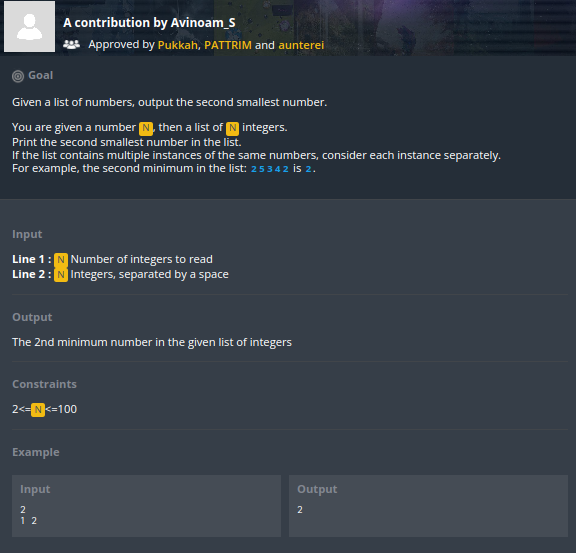 A contribution by Avinoam_S
Approved by Pukkah, PATTRIM and aunterei
Goal
Given a list of numbers, output the second smallest number.
You are given a number N, then a list of N integers.
Print the second smallest number in the list.
If the list contains multiple instances of the same numbers, consider each instance separately.
For example, the second minimum in the list: 2 5 3 4 2 is 2.
Input
Line 1 : N Number of integers to read
Line 2 : N Integers, separated by a space
Output
The 2nd minimum number in the given list of integers
Constraints
2<=N<=100
Example
Input
2
1 2
Output
2